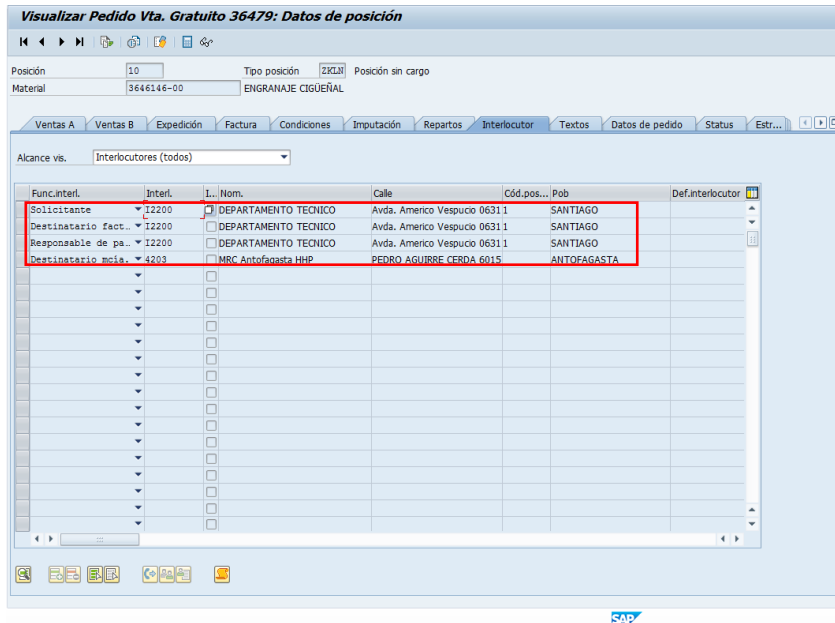 Visualizar Pedido Vta. Gratuito 36479: Datos de posición
Posición 10 Tipo posición ZKLN Posición sin cargo
Material 3646146-00 ENGRANAJE CIGÜEÑAL
Ventas A Ventas B Expedición Factura Condiciones Imputación Repartos Interlocutor Textos Datos de pedido Status Estr...
Alcance vis. Interlocutores (todos)
Func.interl. Interl. I... Nom. Calle Cód.pos... Pob Def.interlocutor
Solicitante I2200 DEPARTAMENTO TECNICO Avda. Americo Vespucio 0631 1 SANTIAGO
Destinatario fact… I2200 DEPARTAMENTO TECNICO Avda. Americo Vespucio 0631 1 SANTIAGO
Responsable de pa… I2200 DEPARTAMENTO TECNICO Avda. Americo Vespucio 0631 1 SANTIAGO
Destinatario mcía. 4203 MRC Antofagasta HHP PEDRO AGUIRRE CERDA 6015 ANTOFAGASTA
SAP